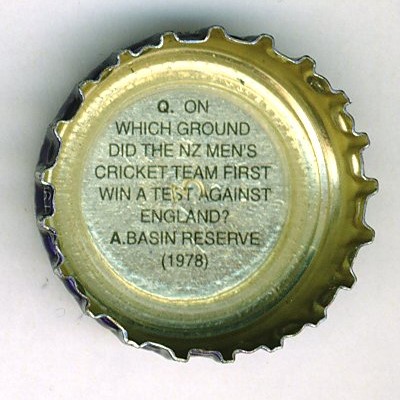 Q. ON
WHICH GROUND
DID THE NZ MEN'S
CRICKET TEAM FIRST
WIN A TEST AGAINST
ENGLAND?
A.BASIN RESERVE
(1978)